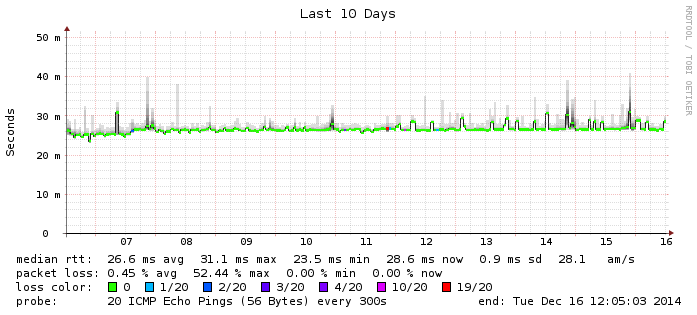 Last 10 Days
RRDTOOL / TOBI OETIKER
Seconds
50 m
40 m
30 m
20 m
10 m
0
07 08 09 10 11 12 13 14 15 16
median rtt: 26.6 ms avg 31.1 ms max 23.5 ms min 28.6 ms now 0.9 ms sd 28.1 am/s
packet loss: 0.45 % avg 52.44 % max 0.00 % min 0.00 % now
loss color: 0 1/20 2/20 3/20 4/20 10/20 19/20
probe: 20 ICMP Echo Pings (56 Bytes) every 300s end: Tue Dec 16 12:05:03 2014